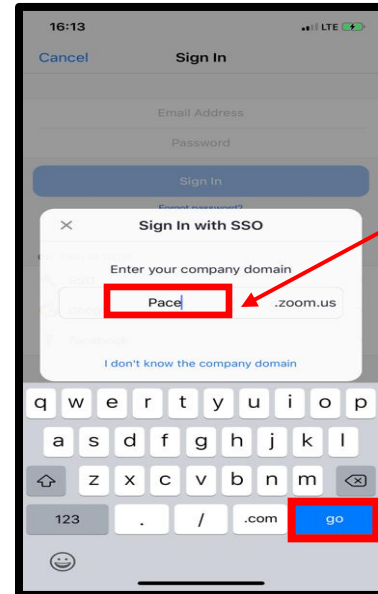 16:13 LTE
Cancel Sign In
Email Address
Password
Sign In
Forgot password?
× Sign In with SSO
Enter your company domain
Pace .zoom.us
I don't know the company domain
q w e r t y u i o p
a s d f g h j k l
z x c v b n m
123 . / .com go